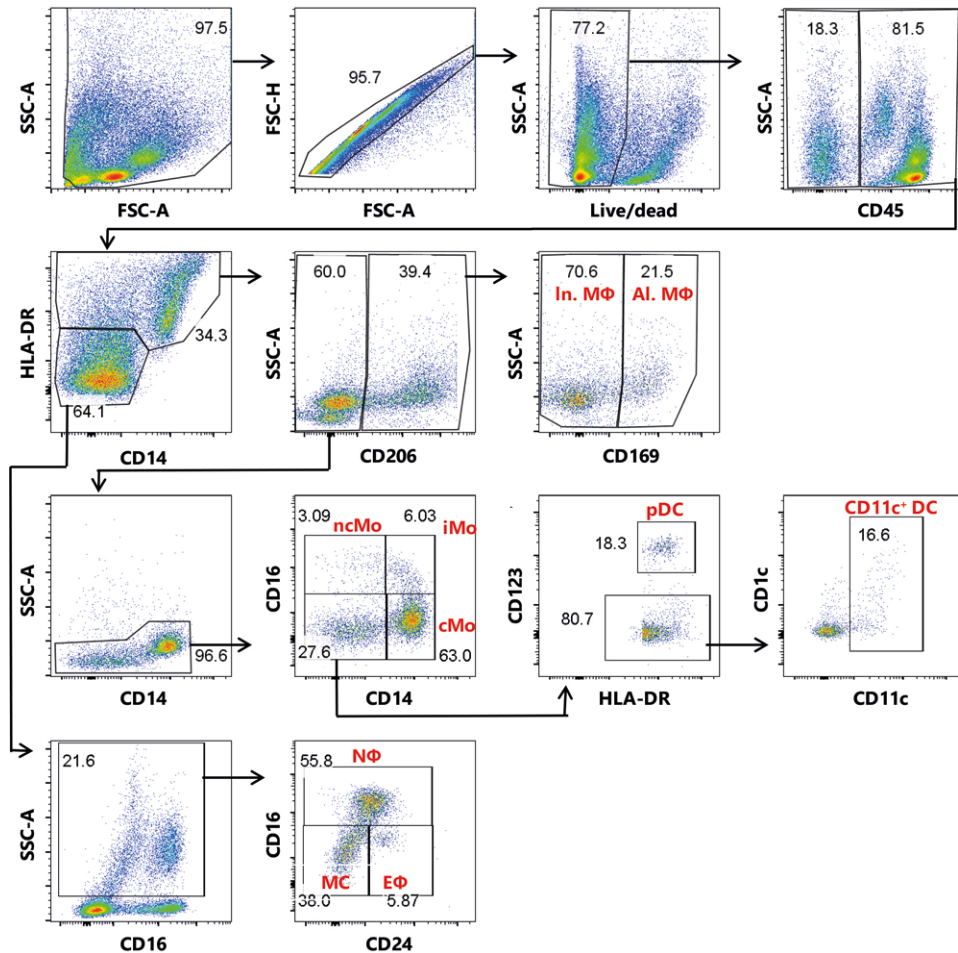 97.5
SSC-A
FSC-A
95.7
FSC-H
FSC-A
77.2
SSC-A
Live/dead
18.3 81.5
SSC-A
CD45
HLA-DR
34.3
64.1
CD14
60.0 39.4
SSC-A
CD206
70.6 21.5
In. MΦ Al. MΦ
SSC-A
CD169
SSC-A
96.6
CD14
3.09 ncMo 6.03 iMo
CD16
cMo
27.6 63.0
CD14
pDC
18.3
CD123
80.7
HLA-DR
CD11c⁺ DC
16.6
CD1c
CD11c
21.6
SSC-A
CD16
NΦ
55.8
CD16
MC EΦ
38.0 5.87
CD24